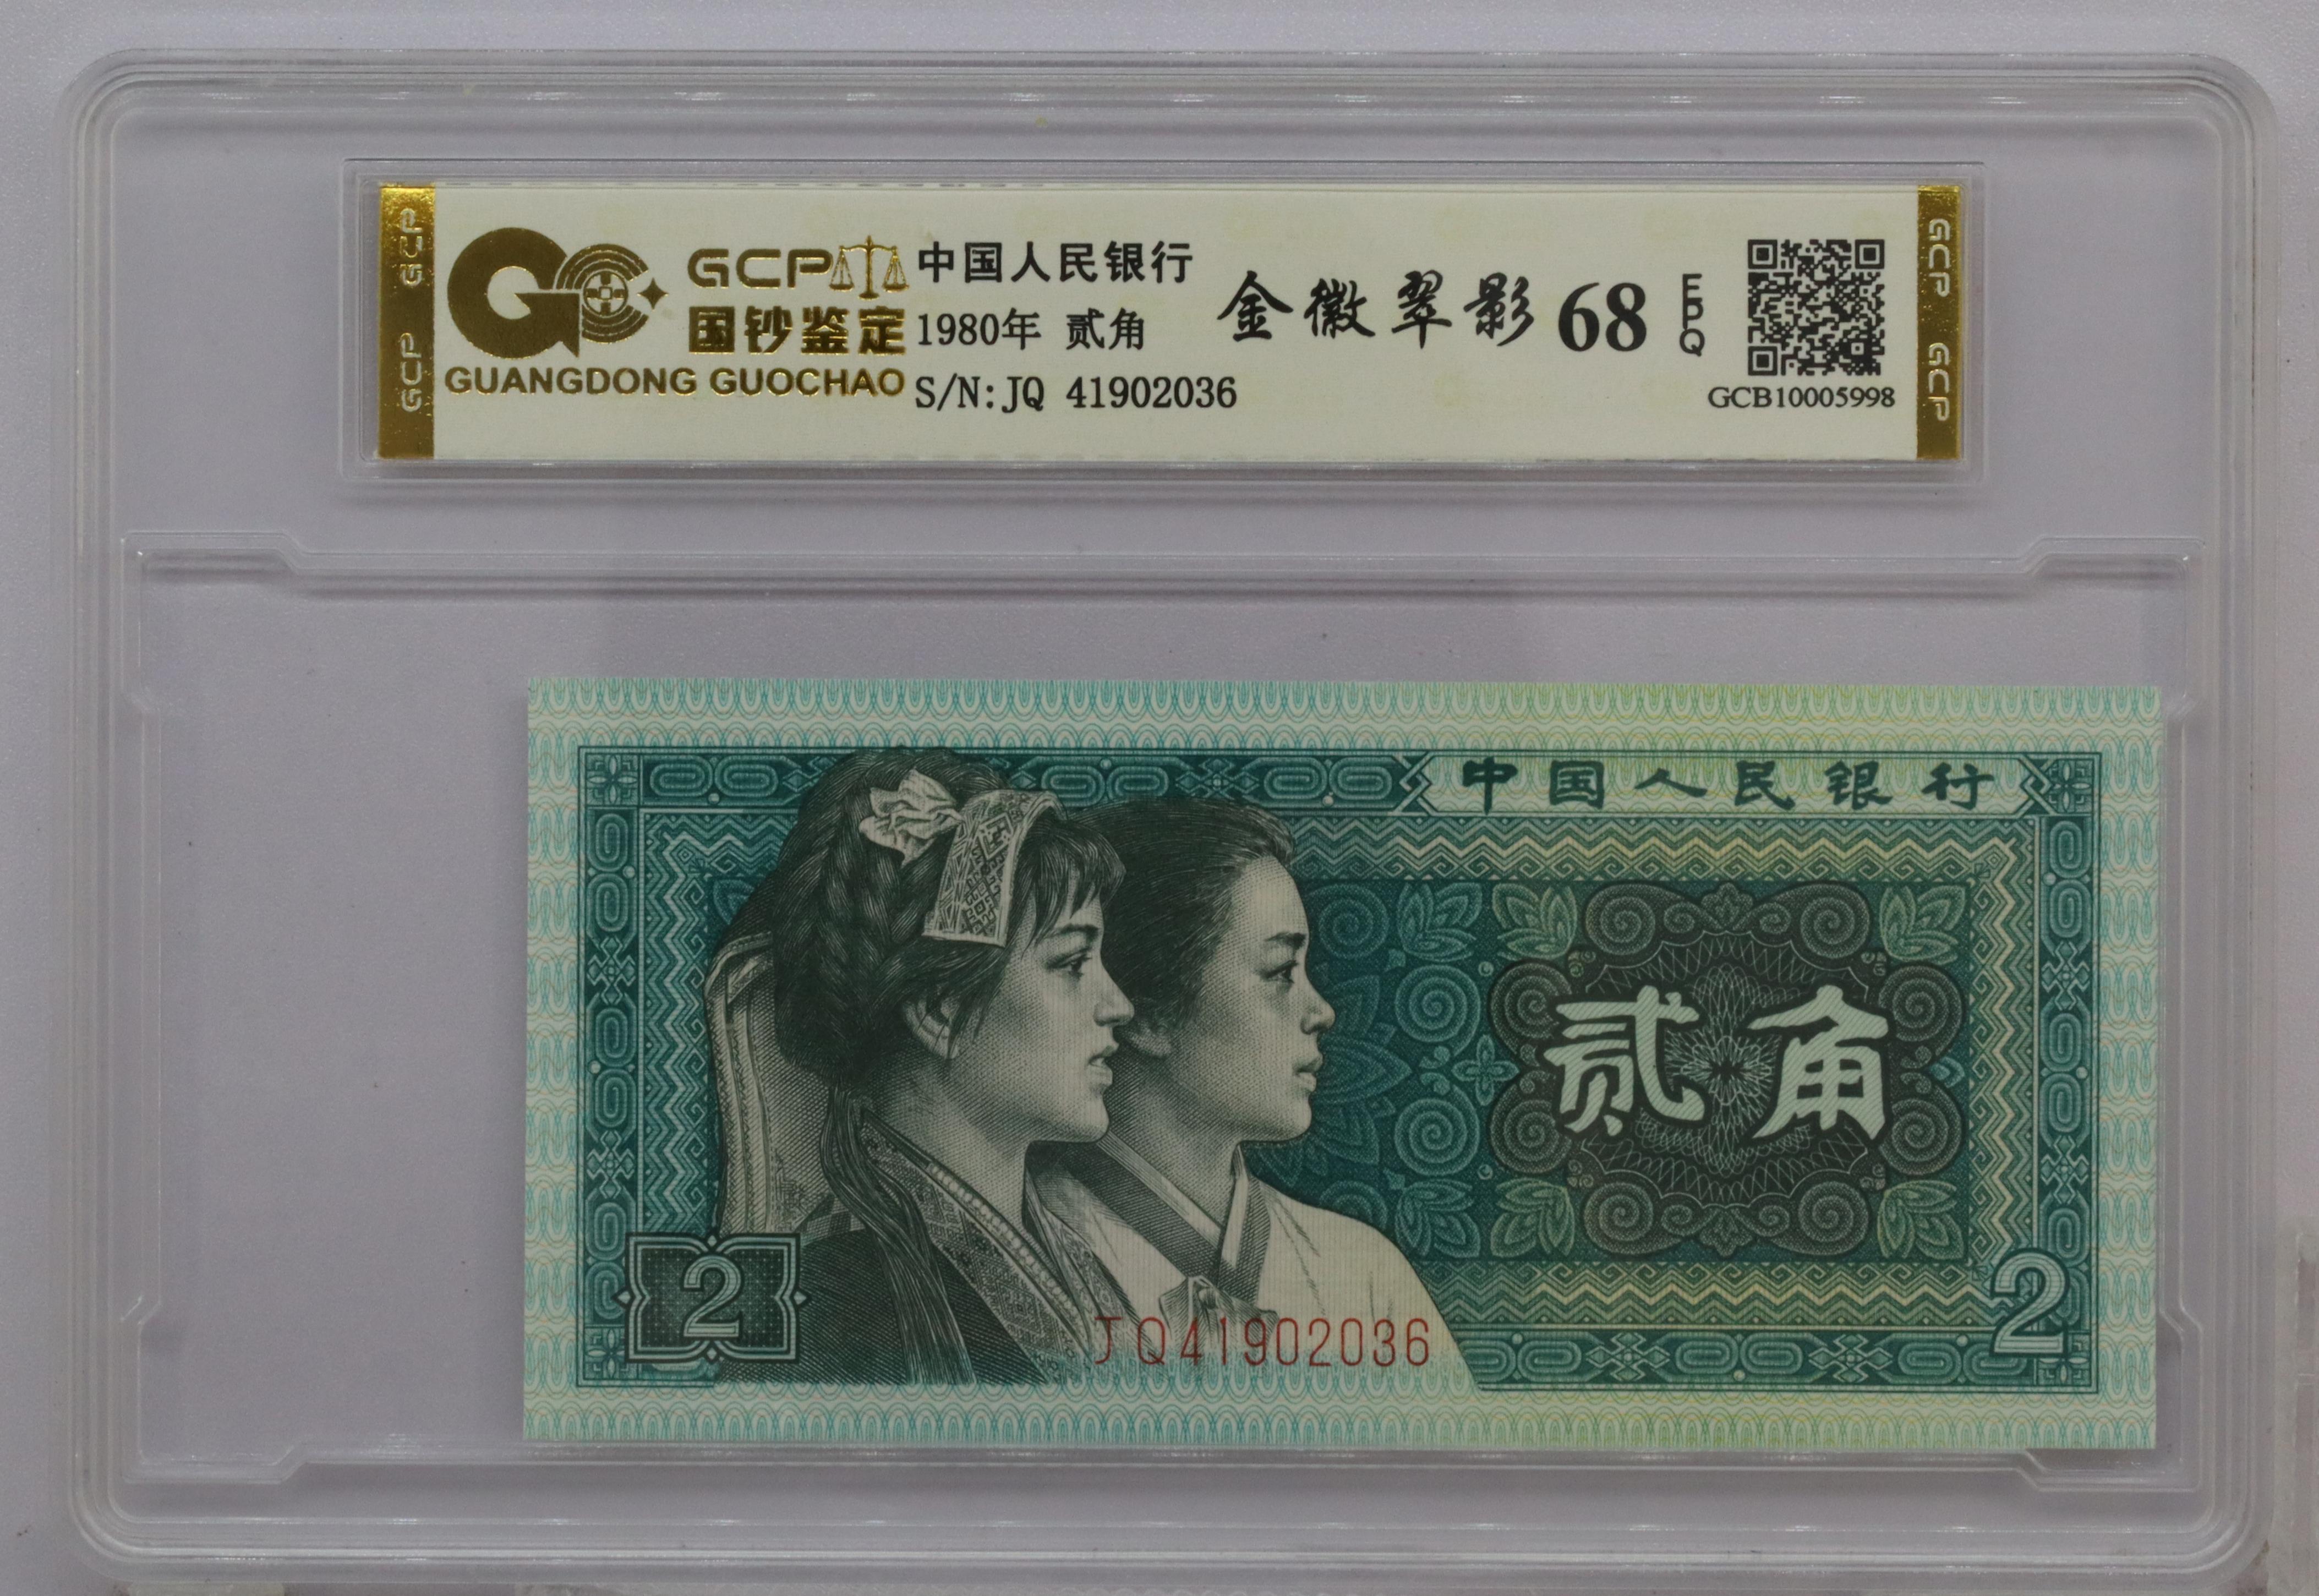 GCP GCP
GCP
国钞鉴定
GUANGDONG GUOCHAO
中国人民银行
1980年 贰角
S/N:JQ 41902036
金徽翠影 68
EPQ
GCB10005998
GCP GCP
中国人民银行
贰角
2
2
JQ41902036